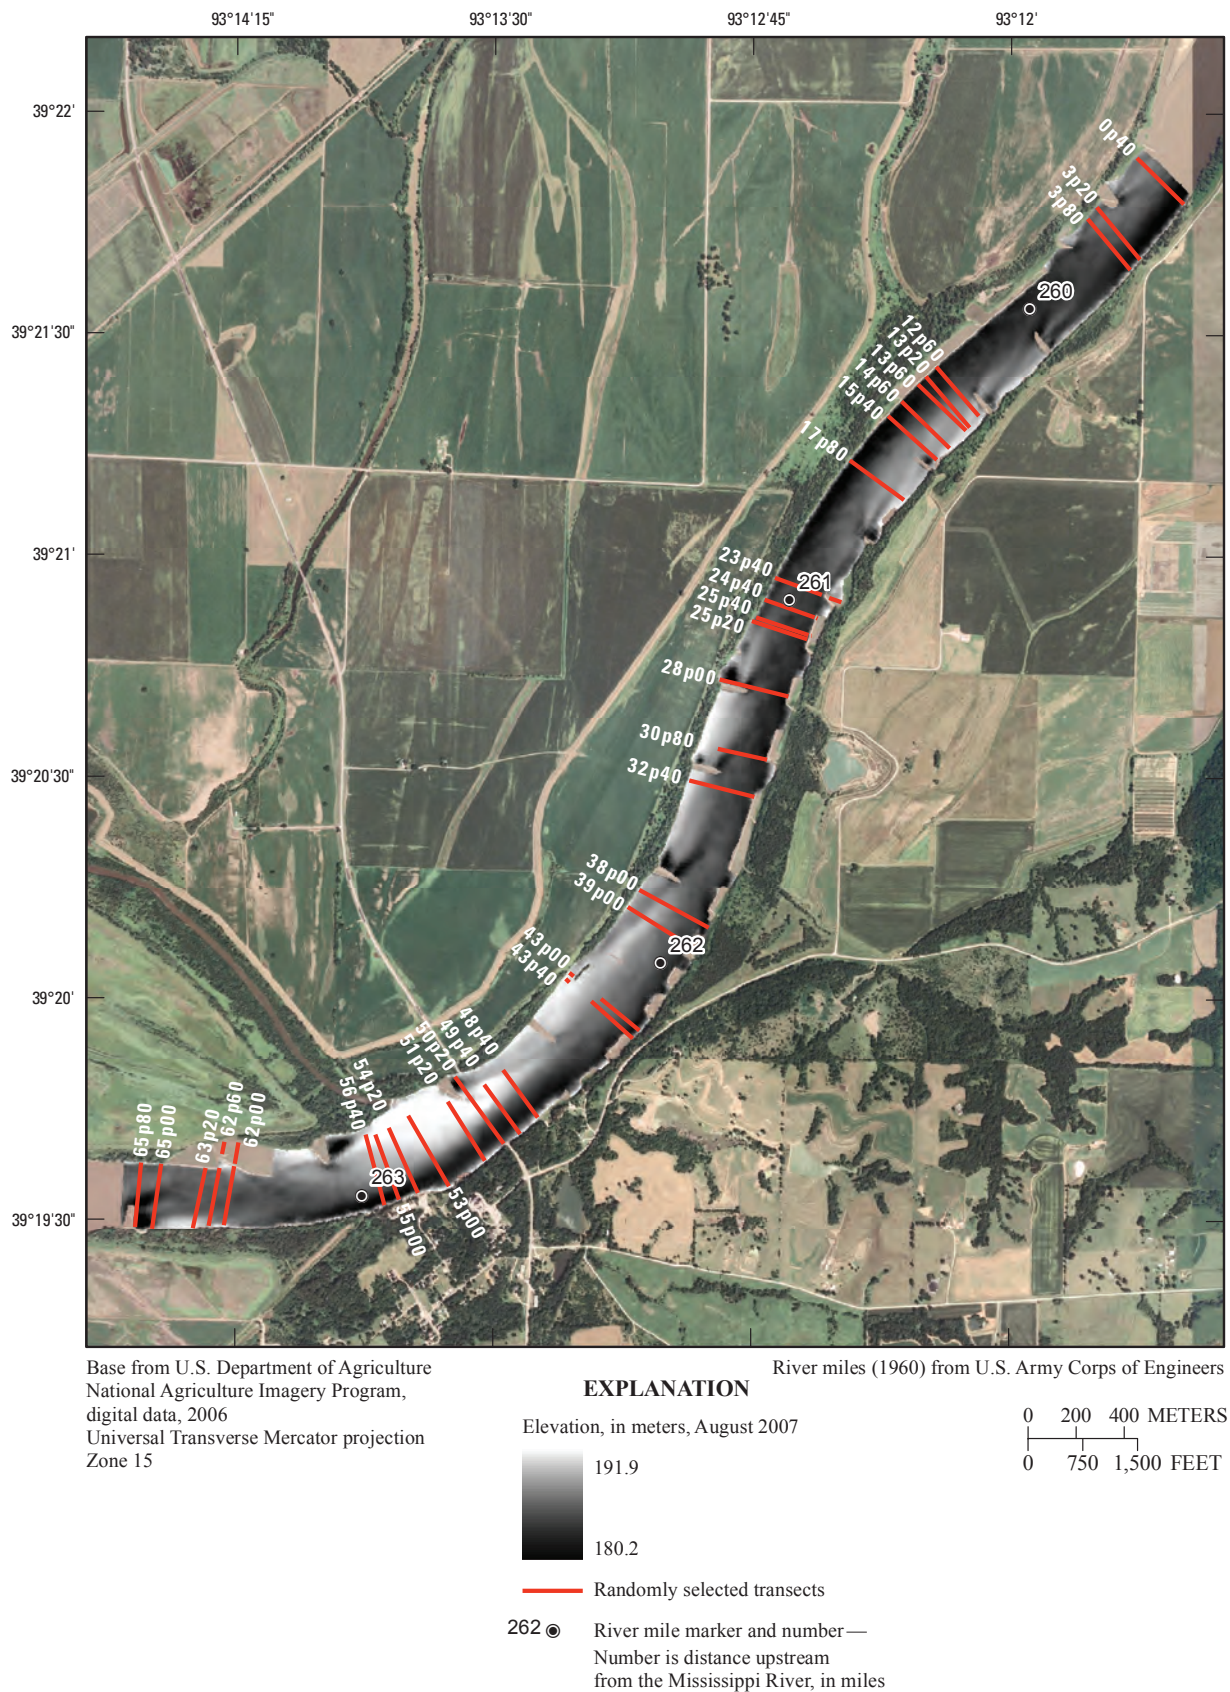 93°14'15"
93°13'30"
93°12'45"
93°12'
39°22'
0p40
3p20
3p80
260
39°21'30"
12p60
13p20
13p60
14p60
15p40
17p80
39°21'
23p40
261
24p40
25p40
25p20
28p00
30p80
39°20'30"
32p40
38p00
39p00
262
43p00
43p40
39°20'
48p40
49p40
50p20
51p20
54p20
56p40
62p60
62p00
63p20
65p00
65p80
263
53p00
55p00
39°19'30"
Base from U.S. Department of Agriculture
National Agriculture Imagery Program,
digital data, 2006
Universal Transverse Mercator projection
Zone 15
River miles (1960) from U.S. Army Corps of Engineers
EXPLANATION
Elevation, in meters, August 2007
191.9
180.2
Randomly selected transects
262
River mile marker and number—
Number is distance upstream
from the Mississippi River, in miles
0 200 400 METERS
0 750 1,500 FEET